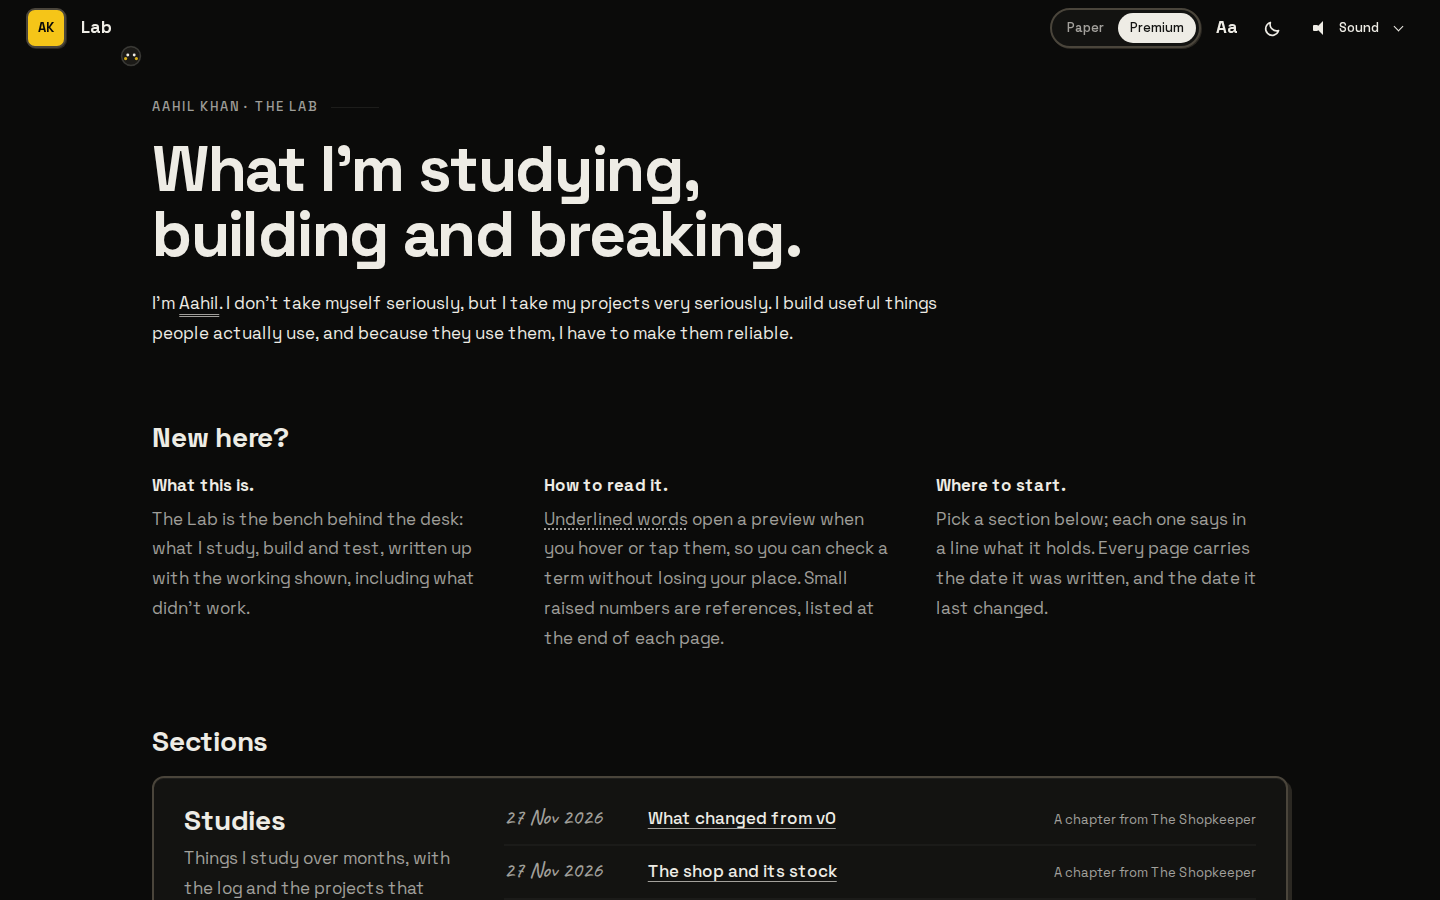 AK
Lab
Paper
Premium
Aa
Sound
AAHIL KHAN · THE LAB
What I’m studying,
building and breaking.
I’m Aahil. I don’t take myself seriously, but I take my projects very seriously. I build useful things
people actually use, and because they use them, I have to make them reliable.
New here?
What this is.
The Lab is the bench behind the desk:
what I study, build and test, written up
with the working shown, including what
didn’t work.
How to read it.
Underlined words open a preview when
you hover or tap them, so you can check a
term without losing your place. Small
raised numbers are references, listed at
the end of each page.
Where to start.
Pick a section below; each one says in
a line what it holds. Every page carries
the date it was written, and the date it
last changed.
Sections
Studies
Things I study over months, with
the log and the projects that
27 Nov 2026 What changed from v0 A chapter from The Shopkeeper
27 Nov 2026 The shop and its stock A chapter from The Shopkeeper